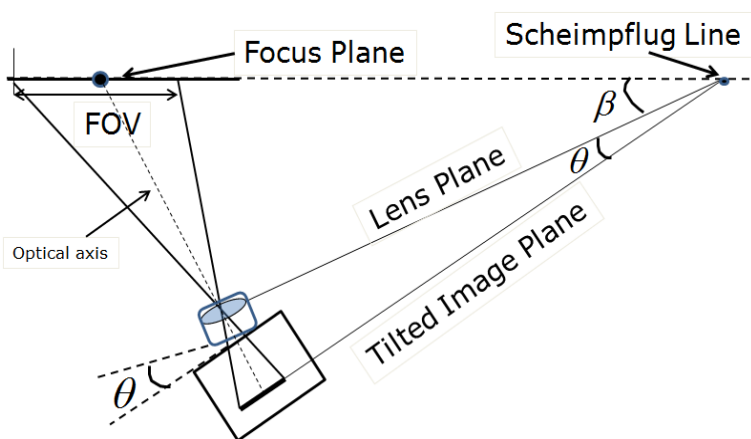 Scheimpflug Line
Focus Plane
FOV
β
θ
Lens Plane
Optical axis
Tilted Image Plane
θ